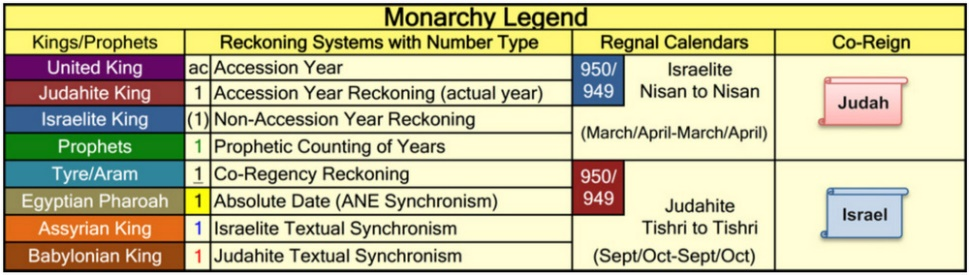 Monarchy Legend
Kings/Prophets Reckoning Systems with Number Type Regnal Calendars Co-Reign
United King ac Accession Year
Judahite King 1 Accession Year Reckoning (actual year)
Israelite King (1) Non-Accession Year Reckoning
Prophets 1 Prophetic Counting of Years
Tyre/Aram 1 Co-Regency Reckoning
Egyptian Pharoah 1 Absolute Date (ANE Synchronism)
Assyrian King 1 Israelite Textual Synchronism
Babylonian King 1 Judahite Textual Synchronism
950/
949
Israelite
Nisan to Nisan
(March/April-March/April)
950/
949
Judahite
Tishri to Tishri
(Sept/Oct-Sept/Oct)
Judah
Israel